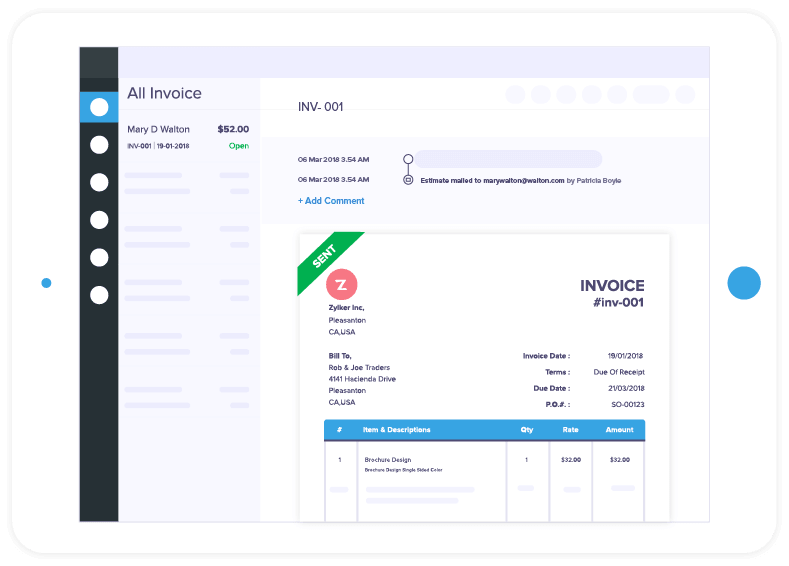 All Invoice
Mary D Walton $52.00
INV-001 | 19-01-2018 Open
INV- 001
06 Mar 2018 3.54 AM
06 Mar 2018 3.54 AM Estimate mailed to marywalton@walton.com by Patricia Boyle
+ Add Comment
SENT
Z
Zylker Inc,
Pleasanton
CA,USA
INVOICE
#inv-001
Bill To,
Rob & Joe Traders
4141 Hacienda Drive
Pleasanton
CA,USA
Invoice Date : 19/01/2018
Terms : Due Of Receipt
Due Date : 21/03/2018
P.O.#. : SO-00123
# Item & Descriptions Qty Rate Amount
1 Brochure Design 1 $32.00 $32.00
Brochure Design Single Sided Color